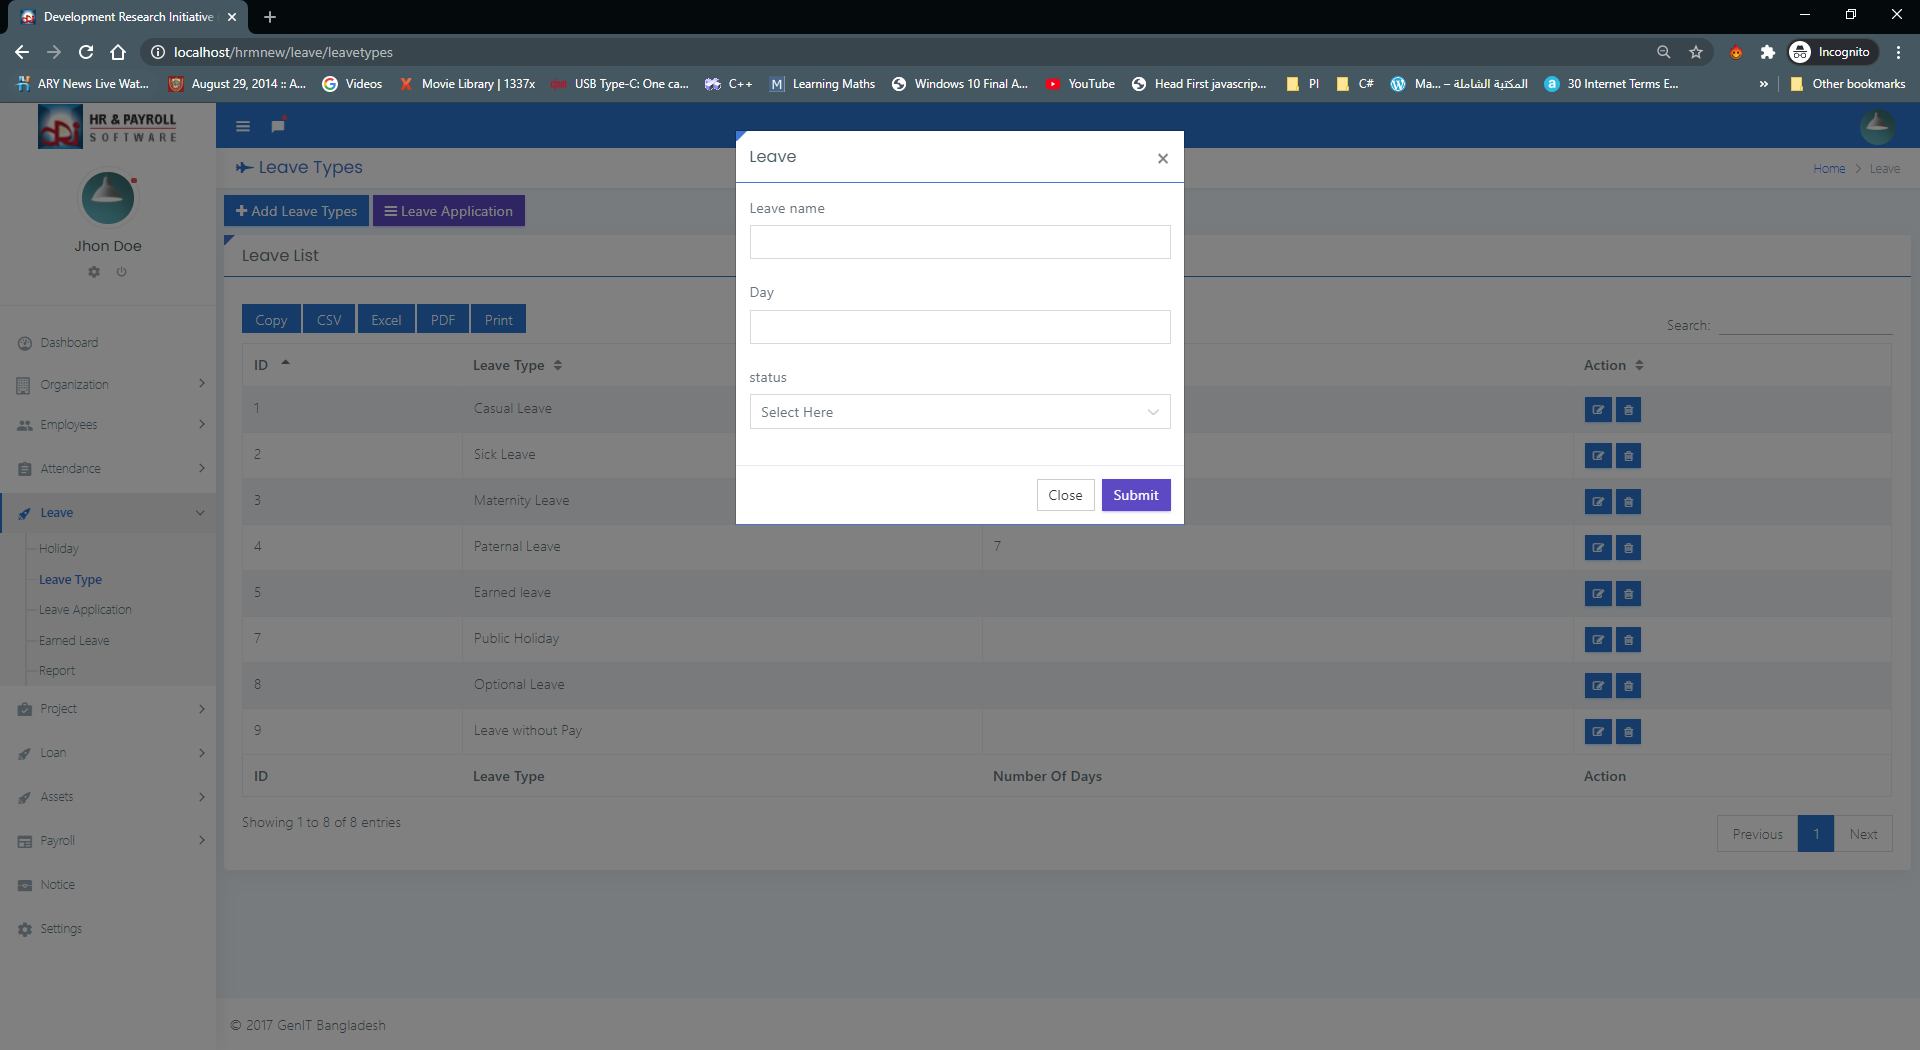 Development Research Initiative
localhost/hrmnew/leave/leavetypes
Incognito
ARY News Live Wat...
August 29, 2014 :: A...
Videos
Movie Library | 1337x
USB Type-C: One ca...
C++
Learning Maths
Windows 10 Final A...
YouTube
Head First javascrip...
PI
C#
Ma... – المكتبة الشاملة
30 Internet Terms E...
»
Other bookmarks
HR & PAYROLL
SOFTWARE
Jhon Doe
Dashboard
Organization
Employees
Attendance
Leave
Holiday
Leave Type
Leave Application
Earned Leave
Report
Project
Loan
Assets
Payroll
Notice
Settings
Leave Types
Home > Leave
Add Leave Types
Leave Application
Leave List
Copy
CSV
Excel
PDF
Print
Search:
ID Leave Type Action
1 Casual Leave
2 Sick Leave
3 Maternity Leave
4 Paternal Leave 7
5 Earned leave
7 Public Holiday
8 Optional Leave
9 Leave without Pay
ID Leave Type Number Of Days Action
Showing 1 to 8 of 8 entries
Previous 1 Next
© 2017 GenIT Bangladesh
Leave
×
Leave name
Day
status
Select Here
Close
Submit